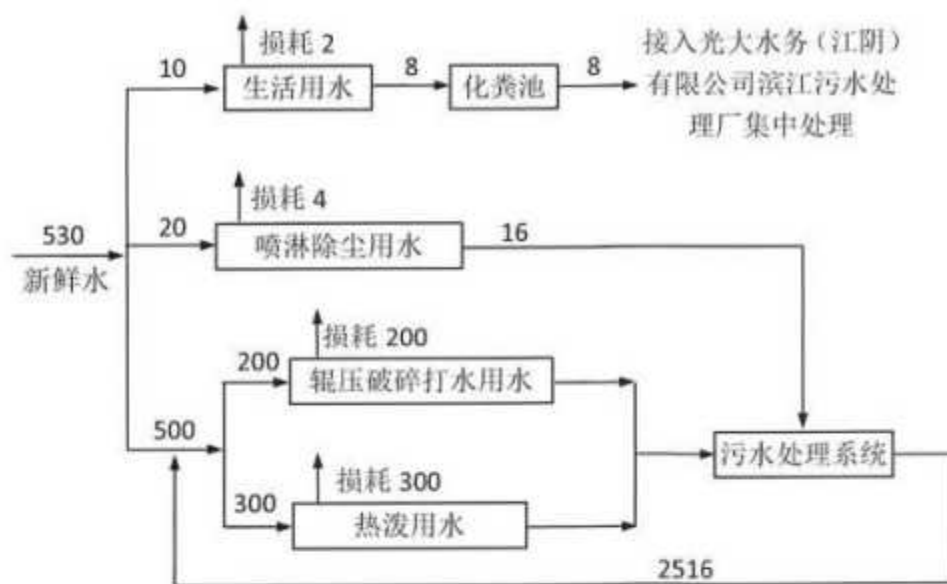 损耗 2
10
生活用水
8
化粪池
8
接入光大水务（江阴）
有限公司滨江污水处
理厂集中处理
损耗 4
20
喷淋除尘用水
16
530
新鲜水
损耗 200
200
辊压破碎打水用水
500
污水处理系统
损耗 300
300
热泼用水
2516